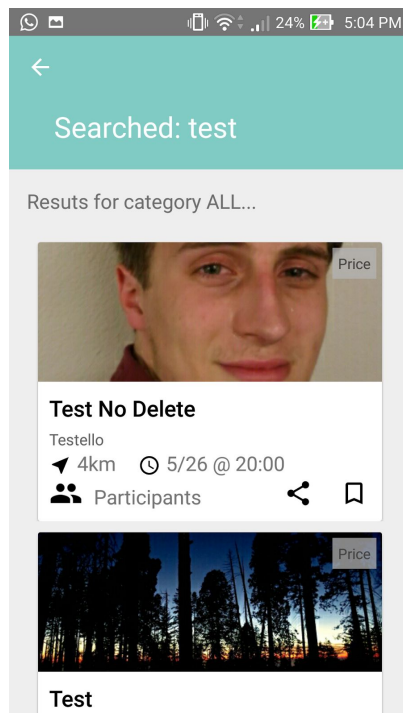 24% 5:04 PM
Searched: test
Resuts for category ALL...
Price
Test No Delete
Testello
4km 5/26 @ 20:00
Participants
Price
Test